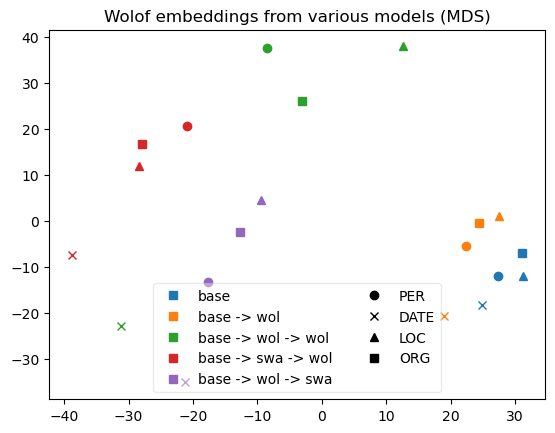 Wolof embeddings from various models (MDS)
40
30
20
10
0
−10
−20
−30
−40 −30 −20 −10 0 10 20 30
base
base -> wol
base -> wol -> wol
base -> swa -> wol
base -> wol -> swa
PER
DATE
LOC
ORG